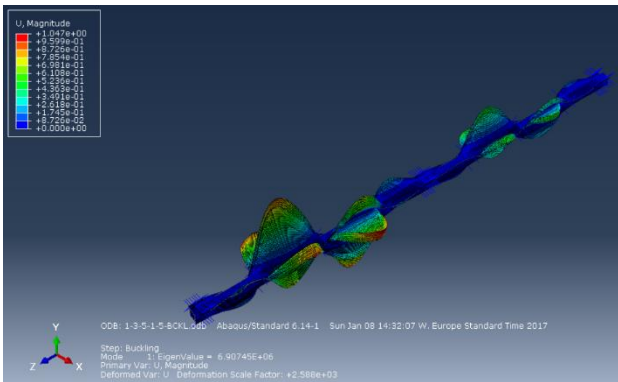 U, Magnitude
+1.047e+00
+9.599e-01
+8.726e-01
+7.854e-01
+6.981e-01
+6.108e-01
+5.236e-01
+4.363e-01
+3.491e-01
+2.618e-01
+1.745e-01
+8.726e-02
+0.000e+00
Y
Z
X
ODB: 1-3-5-1-5-BCKL.odb Abaqus/Standard 6.14-1 Sun Jan 08 14:32:07 W. Europe Standard Time 2017
Step: Buckling
Mode 1: EigenValue = 6.90745E+06
Primary Var: U, Magnitude
Deformed Var: U Deformation Scale Factor: +2.588e+03